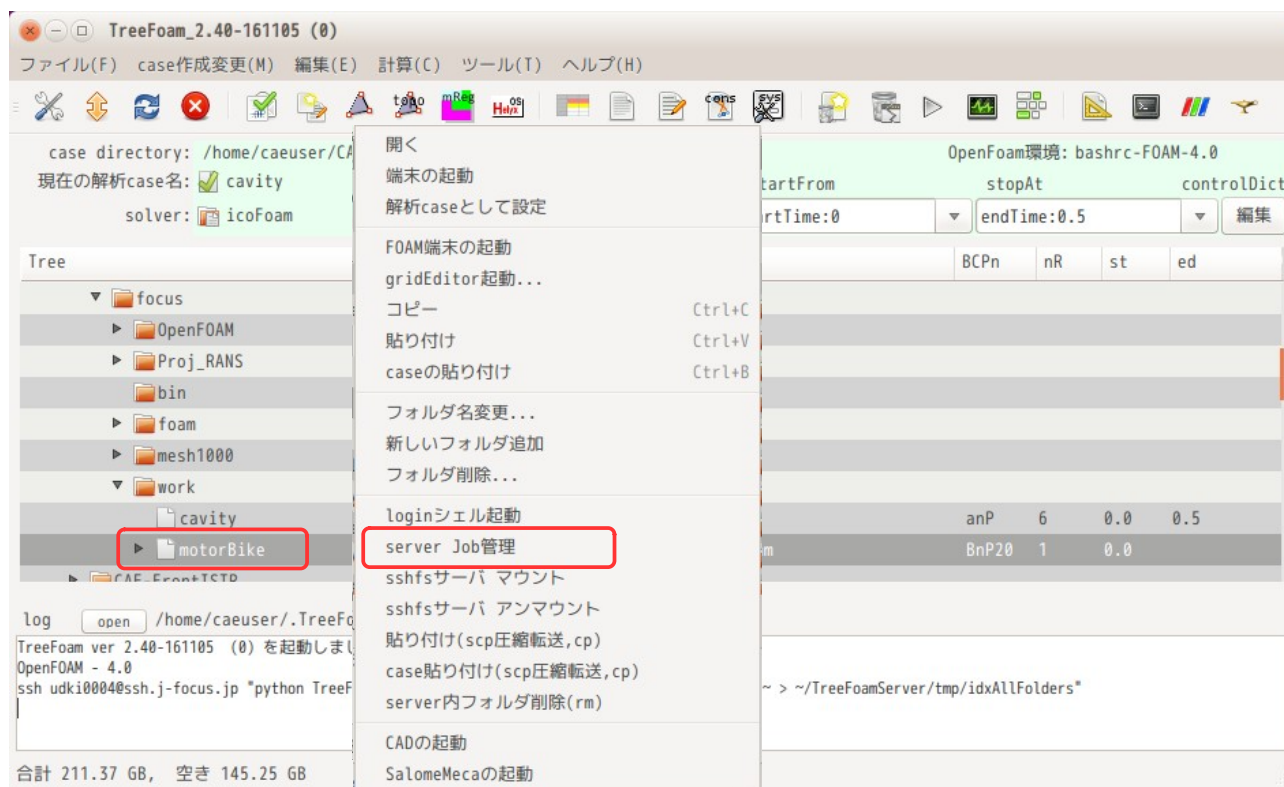 TreeFoam_2.40-161105 (0)
ファイル(F) case作成変更(M) 編集(E) 計算(C) ツール(T) ヘルプ(H)
topo mReg Helyx OS cons sys
case directory: /home/caeuser/CA OpenFoam環境: bashrc-FOAM-4.0
現在の解析case名: cavity tartFrom stopAt controlDict
solver: icoFoam rtTime:0 endTime:0.5 編集
Tree BCPn nR st ed
focus
OpenFOAM
Proj_RANS
bin
foam
mesh1000
work
cavity anP 6 0.0 0.5
motorBike m BnP20 1 0.0
CAE-FrontISTR
開く
端末の起動
解析caseとして設定
FOAM端末の起動
gridEditor起動...
コピー Ctrl+C
貼り付け Ctrl+V
caseの貼り付け Ctrl+B
フォルダ名変更...
新しいフォルダ追加
フォルダ削除...
loginシェル起動
server Job管理
sshfsサーバ マウント
sshfsサーバ アンマウント
貼り付け(scp圧縮転送,cp)
case貼り付け(scp圧縮転送,cp)
server内フォルダ削除(rm)
CADの起動
SalomeMecaの起動
log open /home/caeuser/.TreeFo
TreeFoam ver 2.40-161105 (0) を起動しまし
OpenFOAM - 4.0
ssh udki0004@ssh.j-focus.jp "python TreeF ~ > ~/TreeFoamServer/tmp/idxAllFolders"
合計 211.37 GB, 空き 145.25 GB